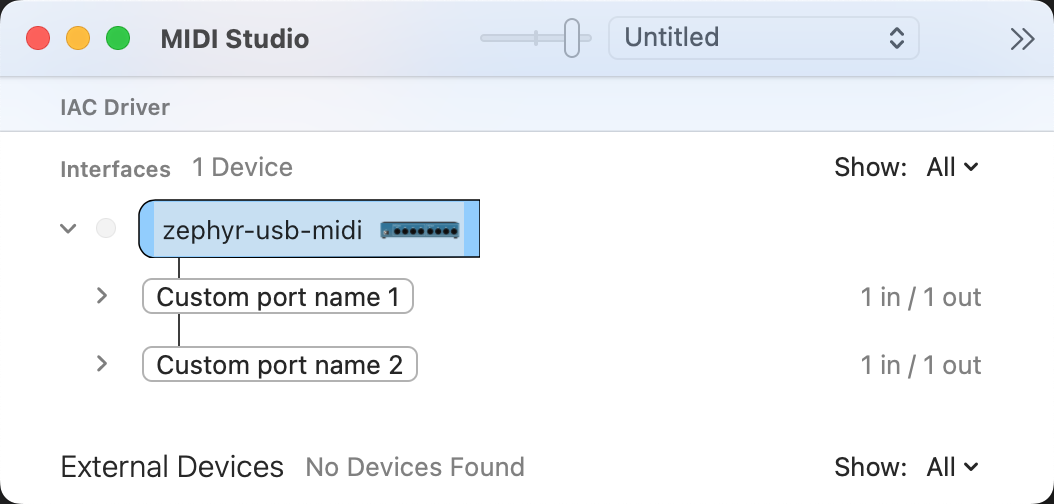 MIDI Studio Untitled
IAC Driver
Interfaces 1 Device Show: All
zephyr-usb-midi
Custom port name 1 1 in / 1 out
Custom port name 2 1 in / 1 out
External Devices No Devices Found Show: All